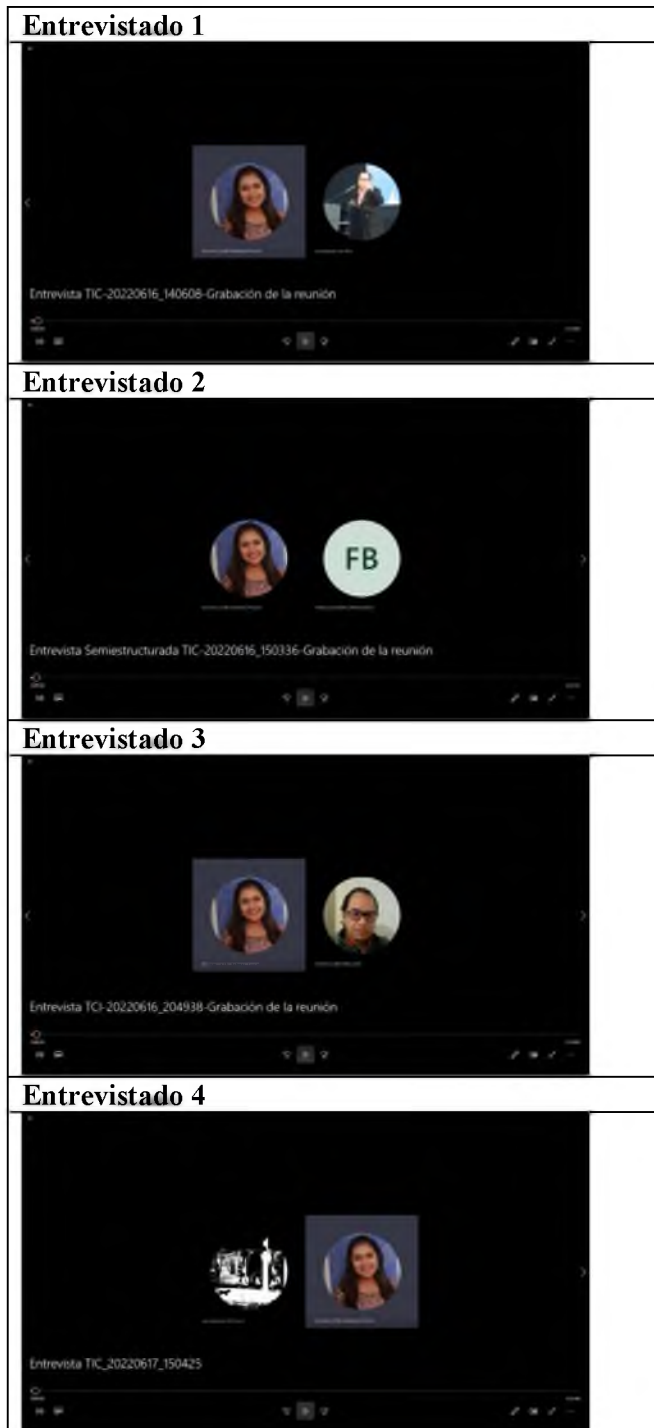 Entrevistado 1
Entrevista TIC-20220616_140608-Grabación de la reunión
Entrevistado 2
FB
Entrevista Semiestructurada TIC-20220616_150336-Grabación de la reunión
Entrevistado 3
Entrevista TCI-20220616_204938-Grabación de la reunión
Entrevistado 4
Entrevista TIC_20220617_150425